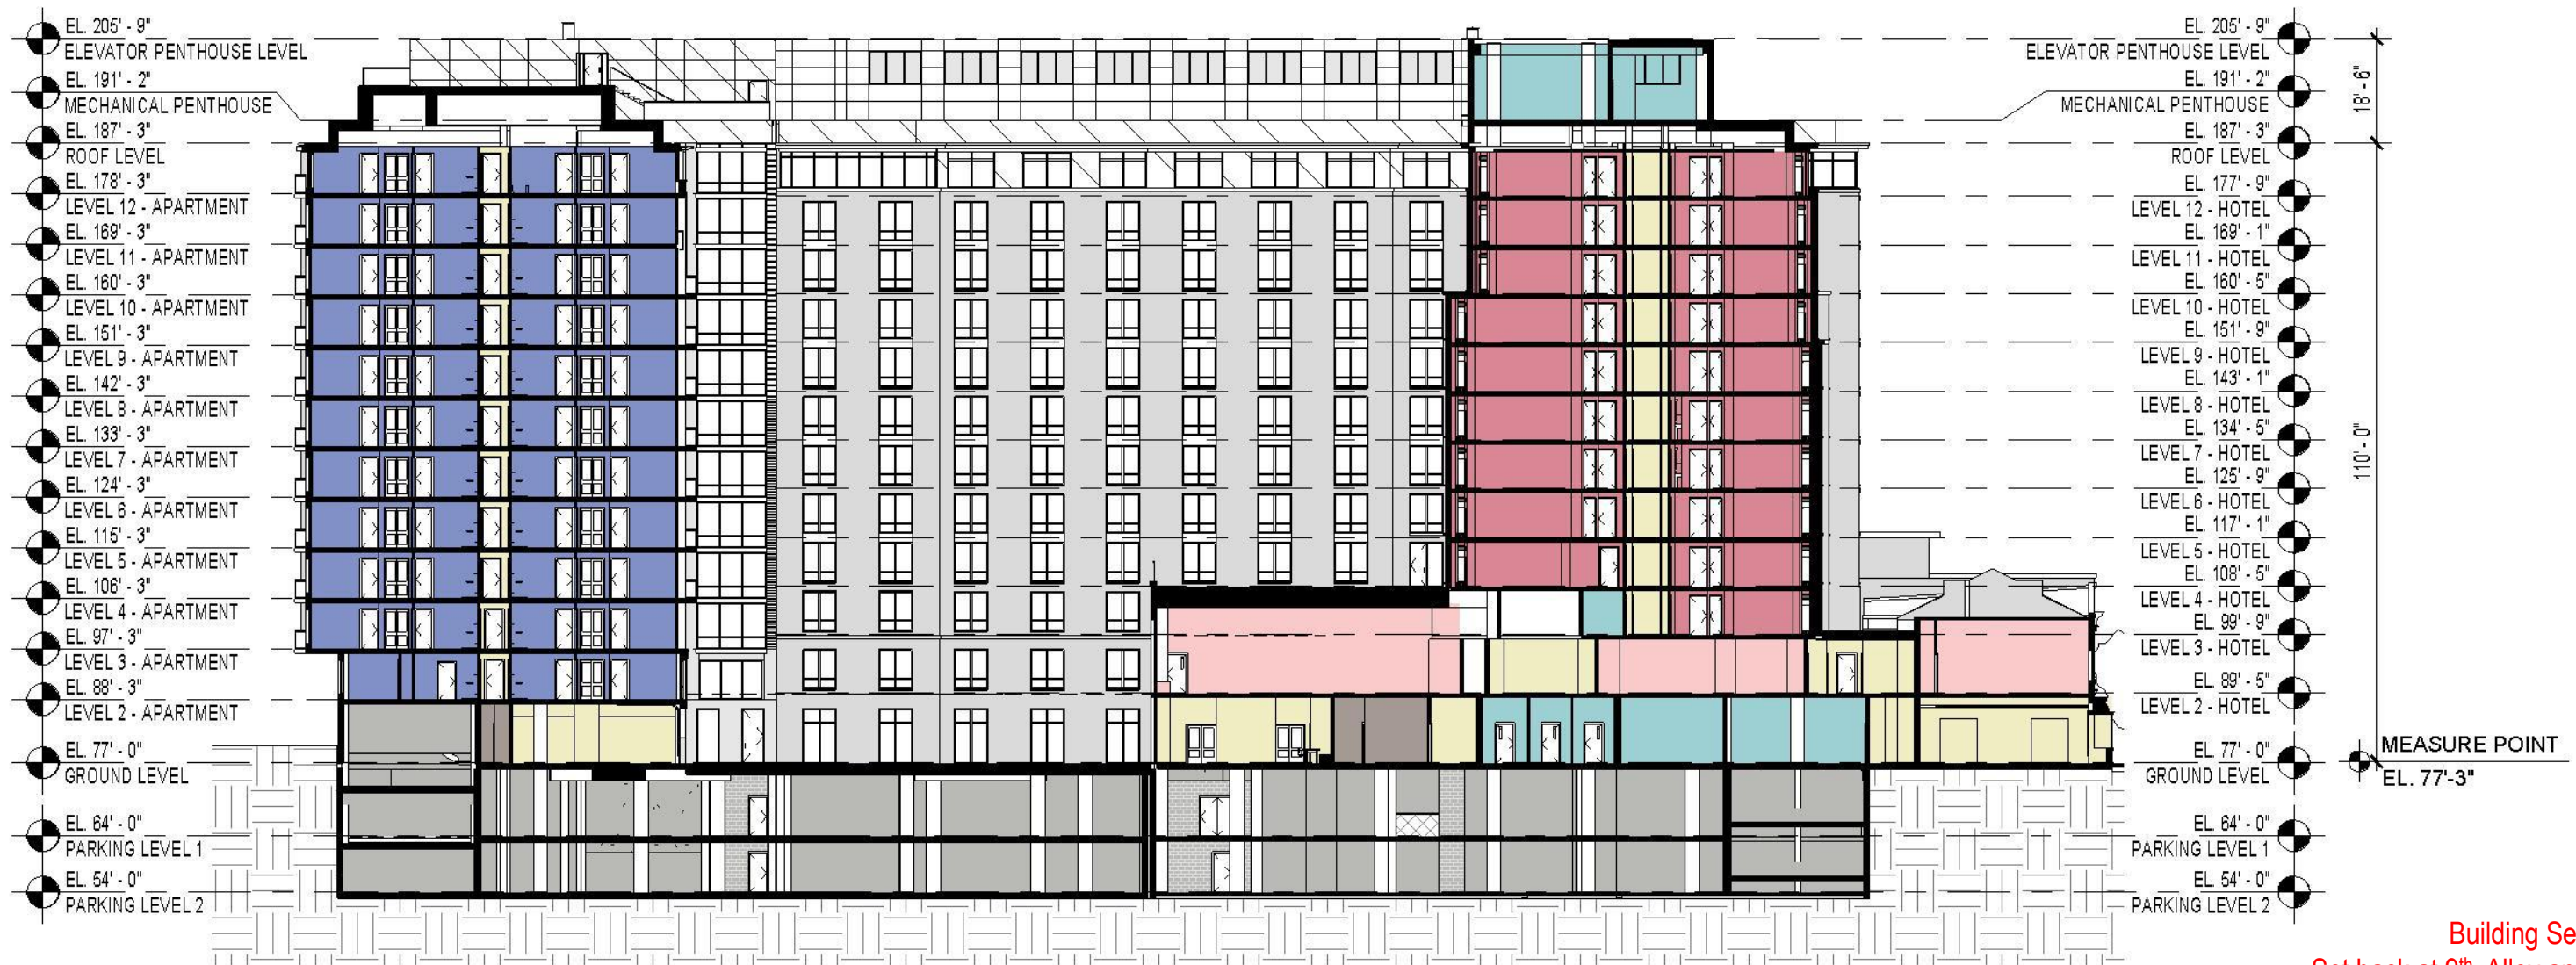 EL. 205' - 9"
ELEVATOR PENTHOUSE LEVEL
EL. 191' - 2"
MECHANICAL PENTHOUSE
EL. 187' - 3"
ROOF LEVEL
EL. 178' - 3"
LEVEL 12 - APARTMENT
EL. 169' - 3"
LEVEL 11 - APARTMENT
EL. 160' - 3"
LEVEL 10 - APARTMENT
EL. 151' - 3"
LEVEL 9 - APARTMENT
EL. 142' - 3"
LEVEL 8 - APARTMENT
EL. 133' - 3"
LEVEL 7 - APARTMENT
EL. 124' - 3"
LEVEL 6 - APARTMENT
EL. 115' - 3"
LEVEL 5 - APARTMENT
EL. 106' - 3"
LEVEL 4 - APARTMENT
EL. 97' - 3"
LEVEL 3 - APARTMENT
EL. 88' - 3"
LEVEL 2 - APARTMENT
EL. 77' - 0"
GROUND LEVEL
EL. 64' - 0"
PARKING LEVEL 1
EL. 54' - 0"
PARKING LEVEL 2
EL. 205' - 9"
ELEVATOR PENTHOUSE LEVEL
EL. 191' - 2"
MECHANICAL PENTHOUSE
EL. 187' - 3"
ROOF LEVEL
EL. 177' - 9"
LEVEL 12 - HOTEL
EL. 169' - 1"
LEVEL 11 - HOTEL
EL. 160' - 5"
LEVEL 10 - HOTEL
EL. 151' - 9"
LEVEL 9 - HOTEL
EL. 143' - 1"
LEVEL 8 - HOTEL
EL. 134' - 5"
LEVEL 7 - HOTEL
EL. 125' - 9"
LEVEL 6 - HOTEL
EL. 117' - 1"
LEVEL 5 - HOTEL
EL. 108' - 5"
LEVEL 4 - HOTEL
EL. 99' - 9"
LEVEL 3 - HOTEL
EL. 89' - 5"
LEVEL 2 - HOTEL
EL. 77' - 0"
GROUND LEVEL
EL. 64' - 0"
PARKING LEVEL 1
EL. 54' - 0"
PARKING LEVEL 2
18' - 6"
110' - 0"
MEASURE POINT
EL. 77'-3"
Building Se